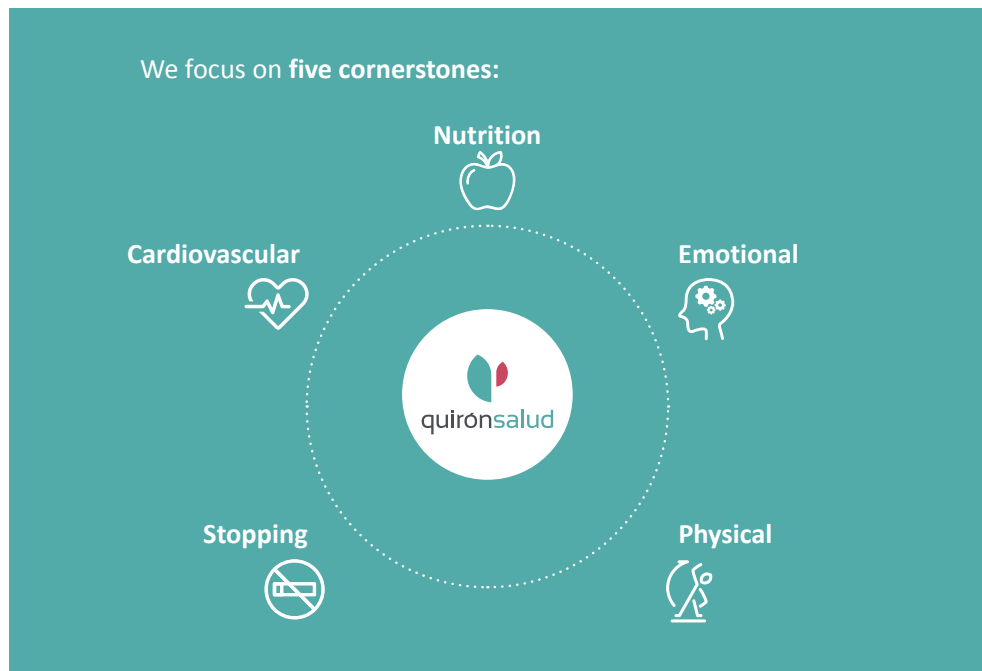 We focus on five cornerstones:
Nutrition
Cardiovascular
Emotional
quirónsalud
Stopping
Physical